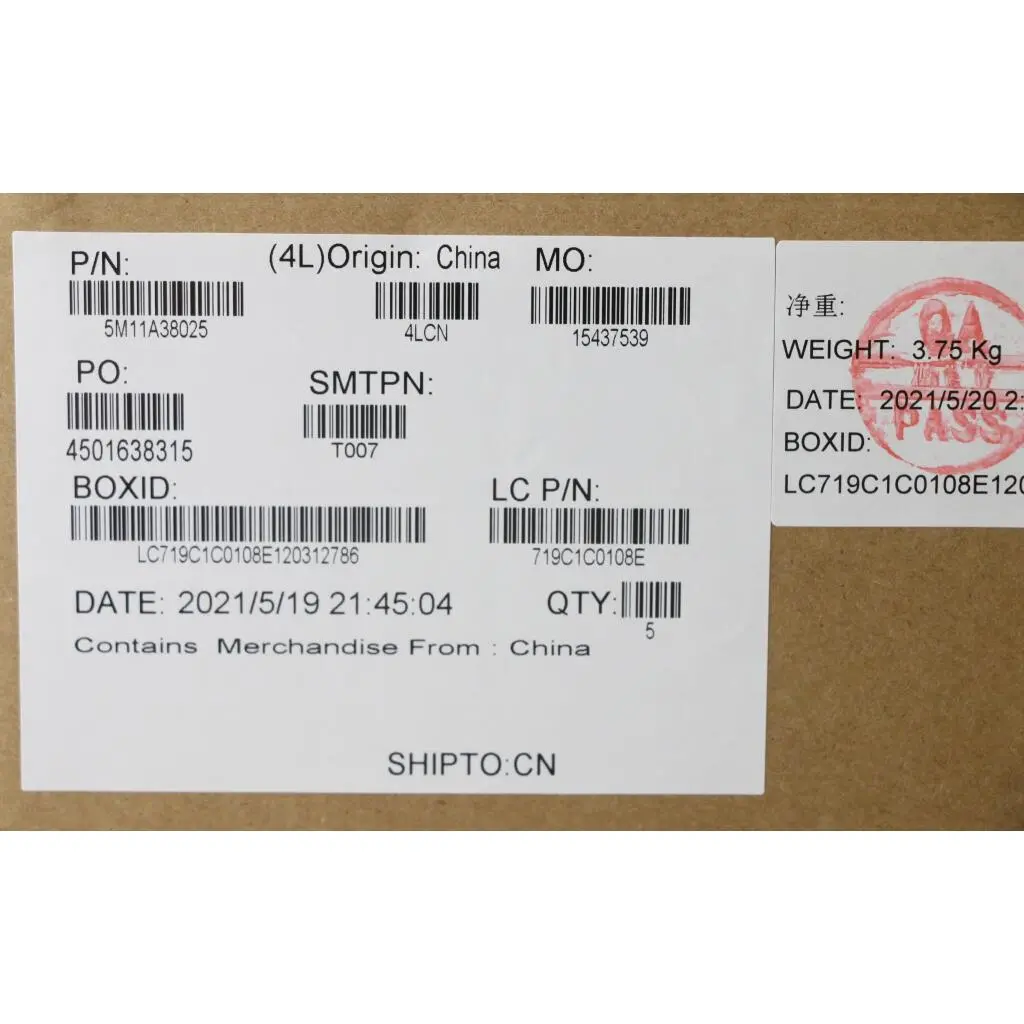 P/N:
(4L)Origin: China
MO:
5M11A38025
4LCN
15437539
PO:
SMTPN:
4501638315
T007
BOXID:
LC P/N:
LC719C1C0108E120312786
719C1C0108E
DATE: 2021/5/19 21:45:04
QTY:
5
Contains Merchandise From : China
SHIPTO:CN
净重:
WEIGHT: 3.75 Kg
DATE: 2021/5/20 2:
BOXID:
LC719C1C0108E120
QA
PASS